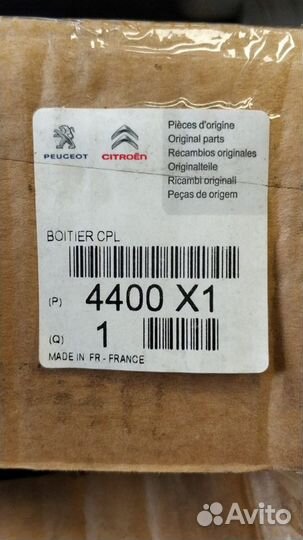 PEUGEOT
CITROËN
Pièces d'origine
Original parts
Recambios originales
Originalteile
Ricambi originali
Peças de origem
BOITIER CPL
(P) 4400 X1
(Q) 1
MADE IN FR - FRANCE
Avito